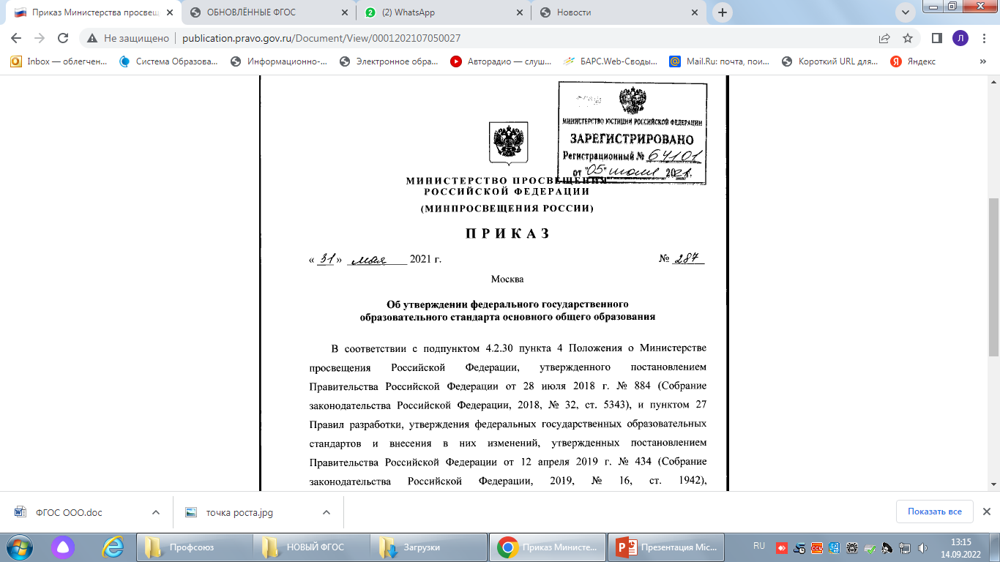 Приказ Министерства просвещ
ОБНОВЛЁННЫЕ ФГОС
(2) WhatsApp
Новости
Не защищено
publication.pravo.gov.ru/Document/View/0001202107050027
Л
Inbox — облегчен...
Система Образова...
Информационно-...
Электронное обра...
Авторадио — слуш...
БАРС.Web-Своды...
Mail.Ru: почта, пои...
Короткий URL для...
Яндекс
»
МИНИСТЕРСТВО ЮСТИЦИИ РОССИЙСКОЙ ФЕДЕРАЦИИ
ЗАРЕГИСТРИРОВАНО
Регистрационный № 64101
от "05" июля 2021г.
МИНИСТЕРСТВО ПРОСВЕЩЕНИЯ
РОССИЙСКОЙ ФЕДЕРАЦИИ
(МИНПРОСВЕЩЕНИЯ РОССИИ)
ПРИКАЗ
« 31 » мая 2021 г.
№ 287
Москва
Об утверждении федерального государственного
образовательного стандарта основного общего образования
В соответствии с подпунктом 4.2.30 пункта 4 Положения о Министерстве
просвещения Российской Федерации, утвержденного постановлением
Правительства Российской Федерации от 28 июля 2018 г. № 884 (Собрание
законодательства Российской Федерации, 2018, № 32, ст. 5343), и пунктом 27
Правил разработки, утверждения федеральных государственных образовательных
стандартов и внесения в них изменений, утвержденных постановлением
Правительства Российской Федерации от 12 апреля 2019 г. № 434 (Собрание
законодательства Российской Федерации, 2019, № 16, ст. 1942),
ФГОС ООО.doc
точка роста.jpg
Показать все
Профсоюз
НОВЫЙ ФГОС
Загрузки
Приказ Министе...
Презентация Mic...
RU
13:15
14.09.2022